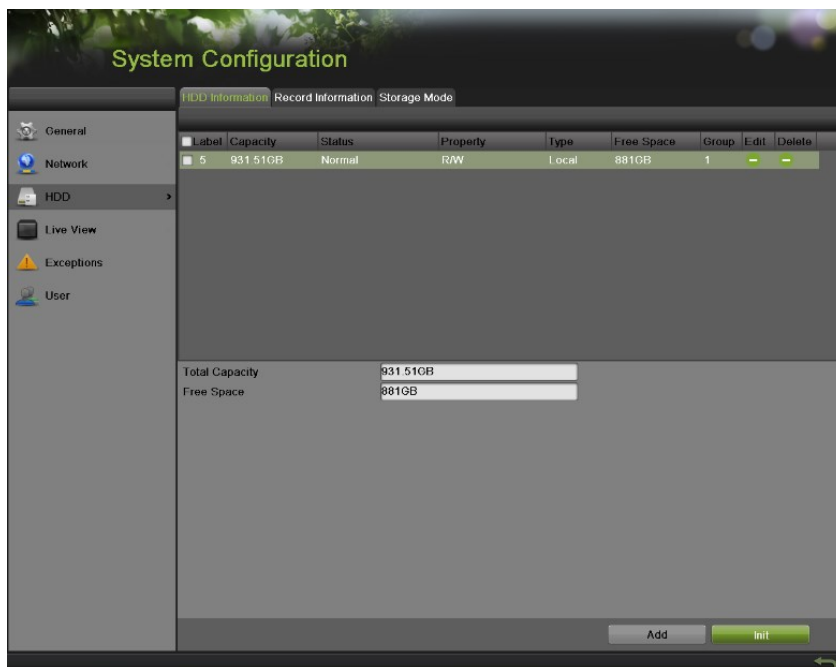 System Configuration
HDD Information Record Information Storage Mode
General
Network
HDD
Live View
Exceptions
User
Label Capacity Status Property Type Free Space Group Edit Delete
5 931.51GB Normal R/W Local 881GB 1
Total Capacity 931.51GB
Free Space 881GB
Add Init